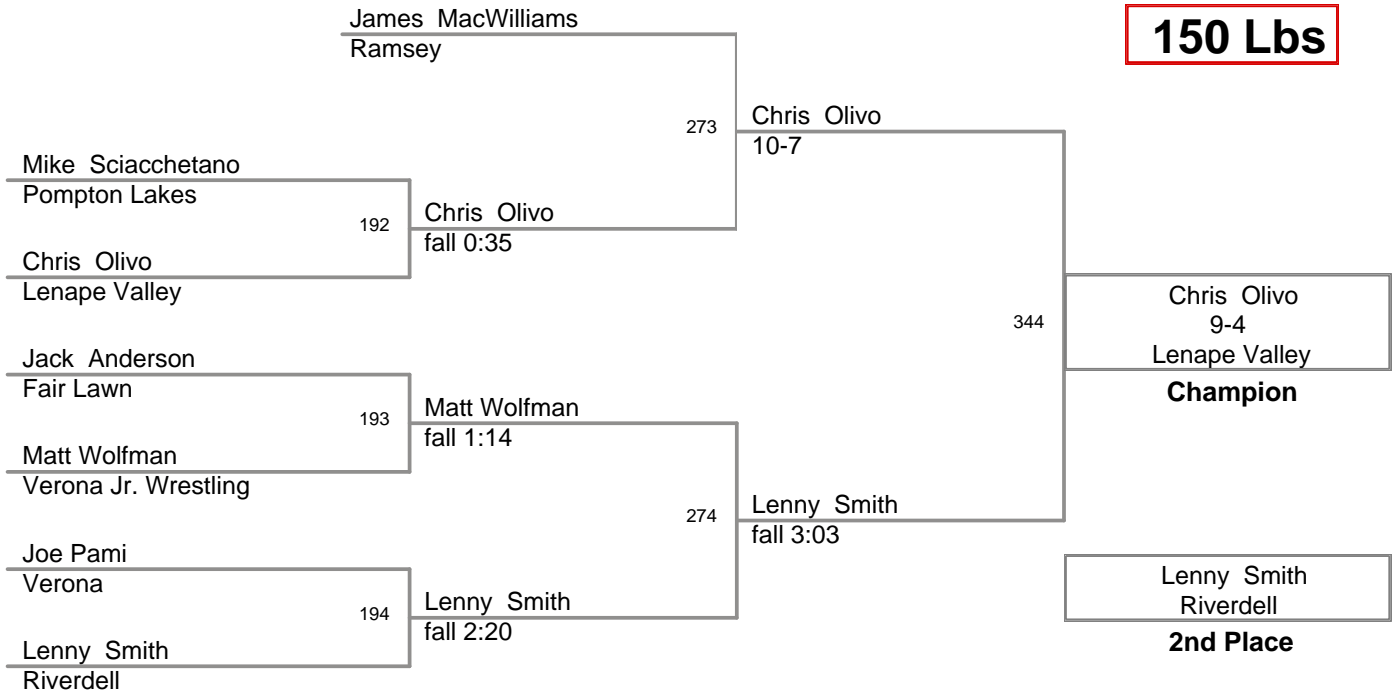 James MacWilliams
Ramsey
150 Lbs
273
Chris Olivo
10-7
Mike Sciacchetano
Pompton Lakes
192
Chris Olivo
fall 0:35
Chris Olivo
Lenape Valley
344
Chris Olivo
9-4
Lenape Valley
Champion
Jack Anderson
Fair Lawn
193
Matt Wolfman
fall 1:14
Matt Wolfman
Verona Jr. Wrestling
274
Lenny Smith
fall 3:03
Joe Pami
Verona
194
Lenny Smith
fall 2:20
Lenny Smith
Riverdell
Lenny Smith
Riverdell
2nd Place